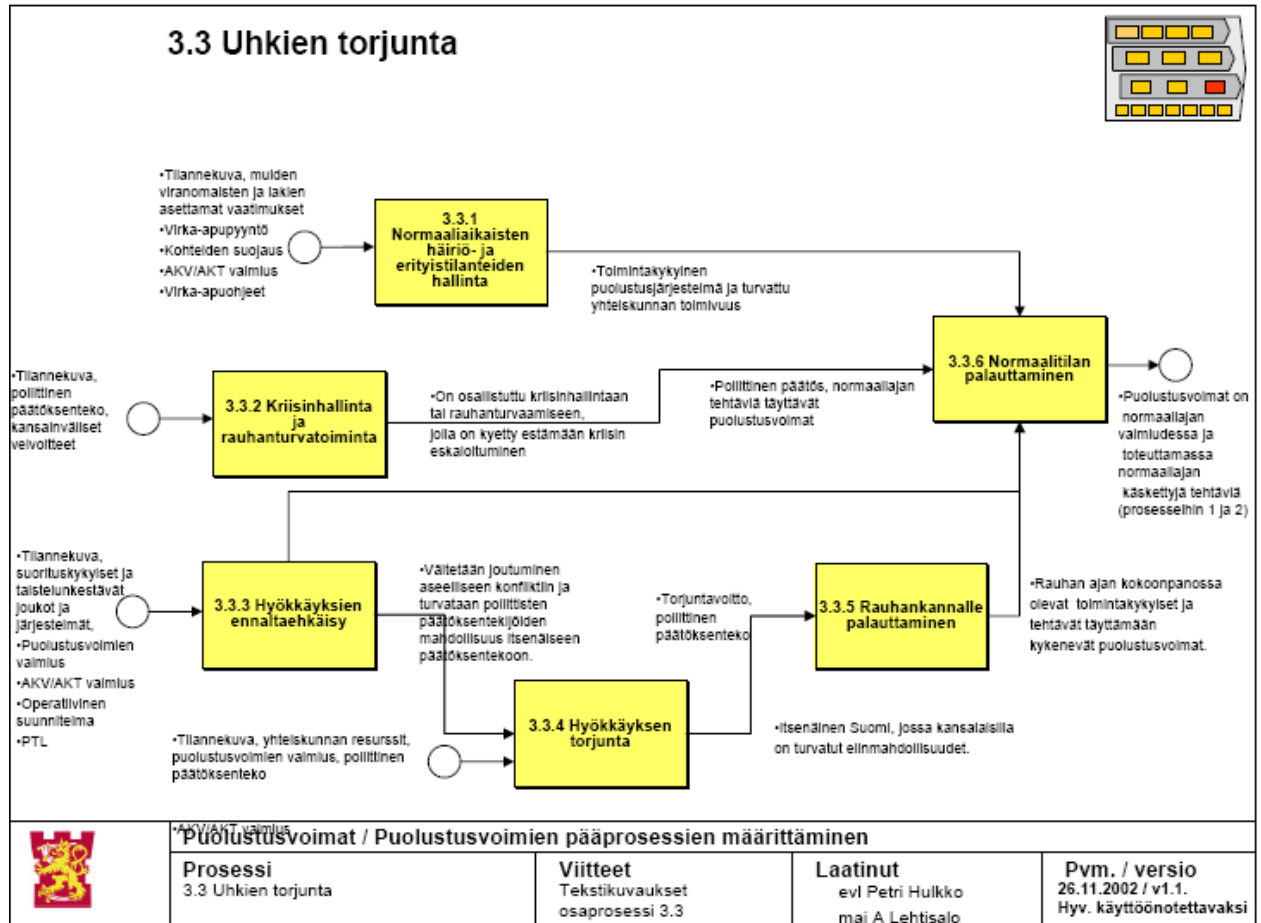 3.3 Uhkien torjunta
•Tilannekuva, muiden
viranomaisten ja lakien
asettamat vaatimukset
•Virka-apupyyntö
•Kohteiden suojaus
•AKV/AKT valmius
•Virka-apuohjeet
3.3.1
Normaaliaikaisten
häiriö- ja
erityistilanteiden
hallinta
•Toimintakykyinen
puolustusjärjestelmä ja turvattu
yhteiskunnan toimivuus
3.3.6 Normaalitilan
palauttaminen
•Puolustusvoimat on
normaaliajan
valmiudessa ja
toteuttamassa
normaaliajan
käskettyjä tehtäviä
(prosesseihin 1 ja 2)
•Tilannekuva,
poliittinen
päätöksenteko,
kansainväliset
velvoitteet
3.3.2 Kriisinhallinta
ja
rauhanturvatoiminta
•On osallistuttu kriisinhallintaan
tai rauhanturvaamiseen,
jolla on kyetty estämään kriisin
eskaloituminen
•Poliittinen päätös, normaaliajan
tehtäviä täyttävät
puolustusvoimat
•Tilannekuva,
suorituskykyiset ja
taistelunkestävät
joukot ja
järjestelmät,
•Puolustusvoimien
valmius
•AKV/AKT valmius
•Operatiivinen
suunnitelma
•PTL
3.3.3 Hyökkäyksien
ennaltaehkäisy
•Vältetään joutuminen
aseelliseen konfliktiin ja
turvataan poliittisten
päätöksentekijöiden
mahdollisuus itsenäiseen
päätöksentekoon.
•Torjuntavoitto,
poliittinen
päätöksenteko
3.3.5 Rauhankannalle
palauttaminen
•Rauhan ajan kokoonpanossa
olevat toimintakykyiset ja
tehtävät täyttämään
kykenevät puolustusvoimat.
•Tilannekuva, yhteiskunnan resurssit,
puolustusvoimien valmius, poliittinen
päätöksenteko
•AKV/AKT valmius
3.3.4 Hyökkäyksen
torjunta
•Itsenäinen Suomi, jossa kansalaisilla
on turvatut elinmahdollisuudet.
Puolustusvoimat / Puolustusvoimien pääprosessien määrittäminen
Prosessi
3.3 Uhkien torjunta
Viitteet
Tekstikuvaukset
osaprosessi 3.3
Laatinut
evl Petri Hulkko
maj A Lehtisalo
Pvm. / versio
26.11.2002 / v1.1.
Hyv. käyttöönotettavaksi